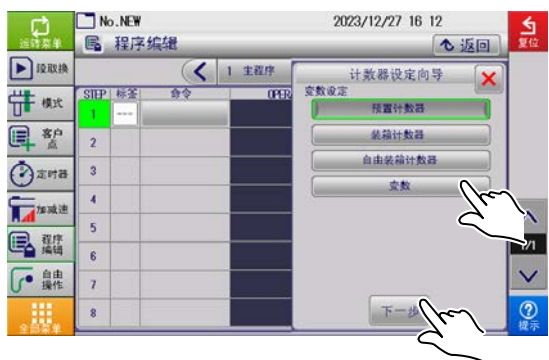 No.NEW 2023/12/27 16 12
运转菜单 程序编辑 返回 复位
段取换
模式
客户点
定时器
加减速
程序编辑
自由操作
全部菜单
1 主程序
STEP 标签 命令 OPER
1 ---
2
3
4
5
6
7
8
计数器设定向导
变数设定
预置计数器
装箱计数器
自由装箱计数器
变数
下一步
1/1
提示